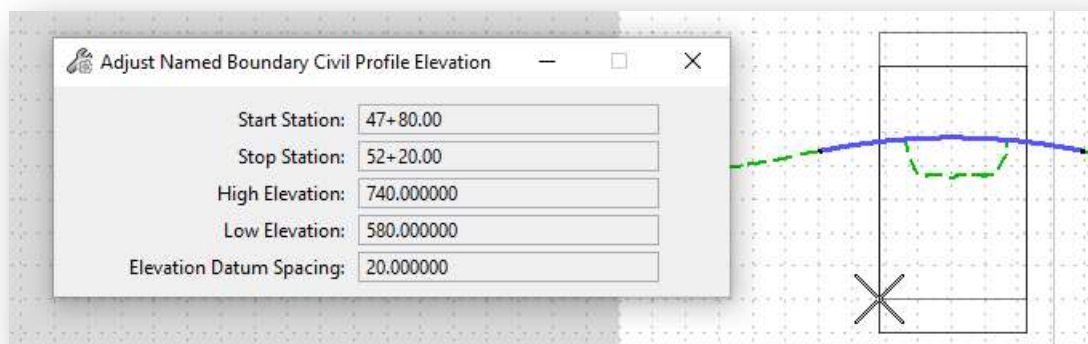 Adjust Named Boundary Civil Profile Elevation
Start Station: 47+80.00
Stop Station: 52+20.00
High Elevation: 740.000000
Low Elevation: 580.000000
Elevation Datum Spacing: 20.000000